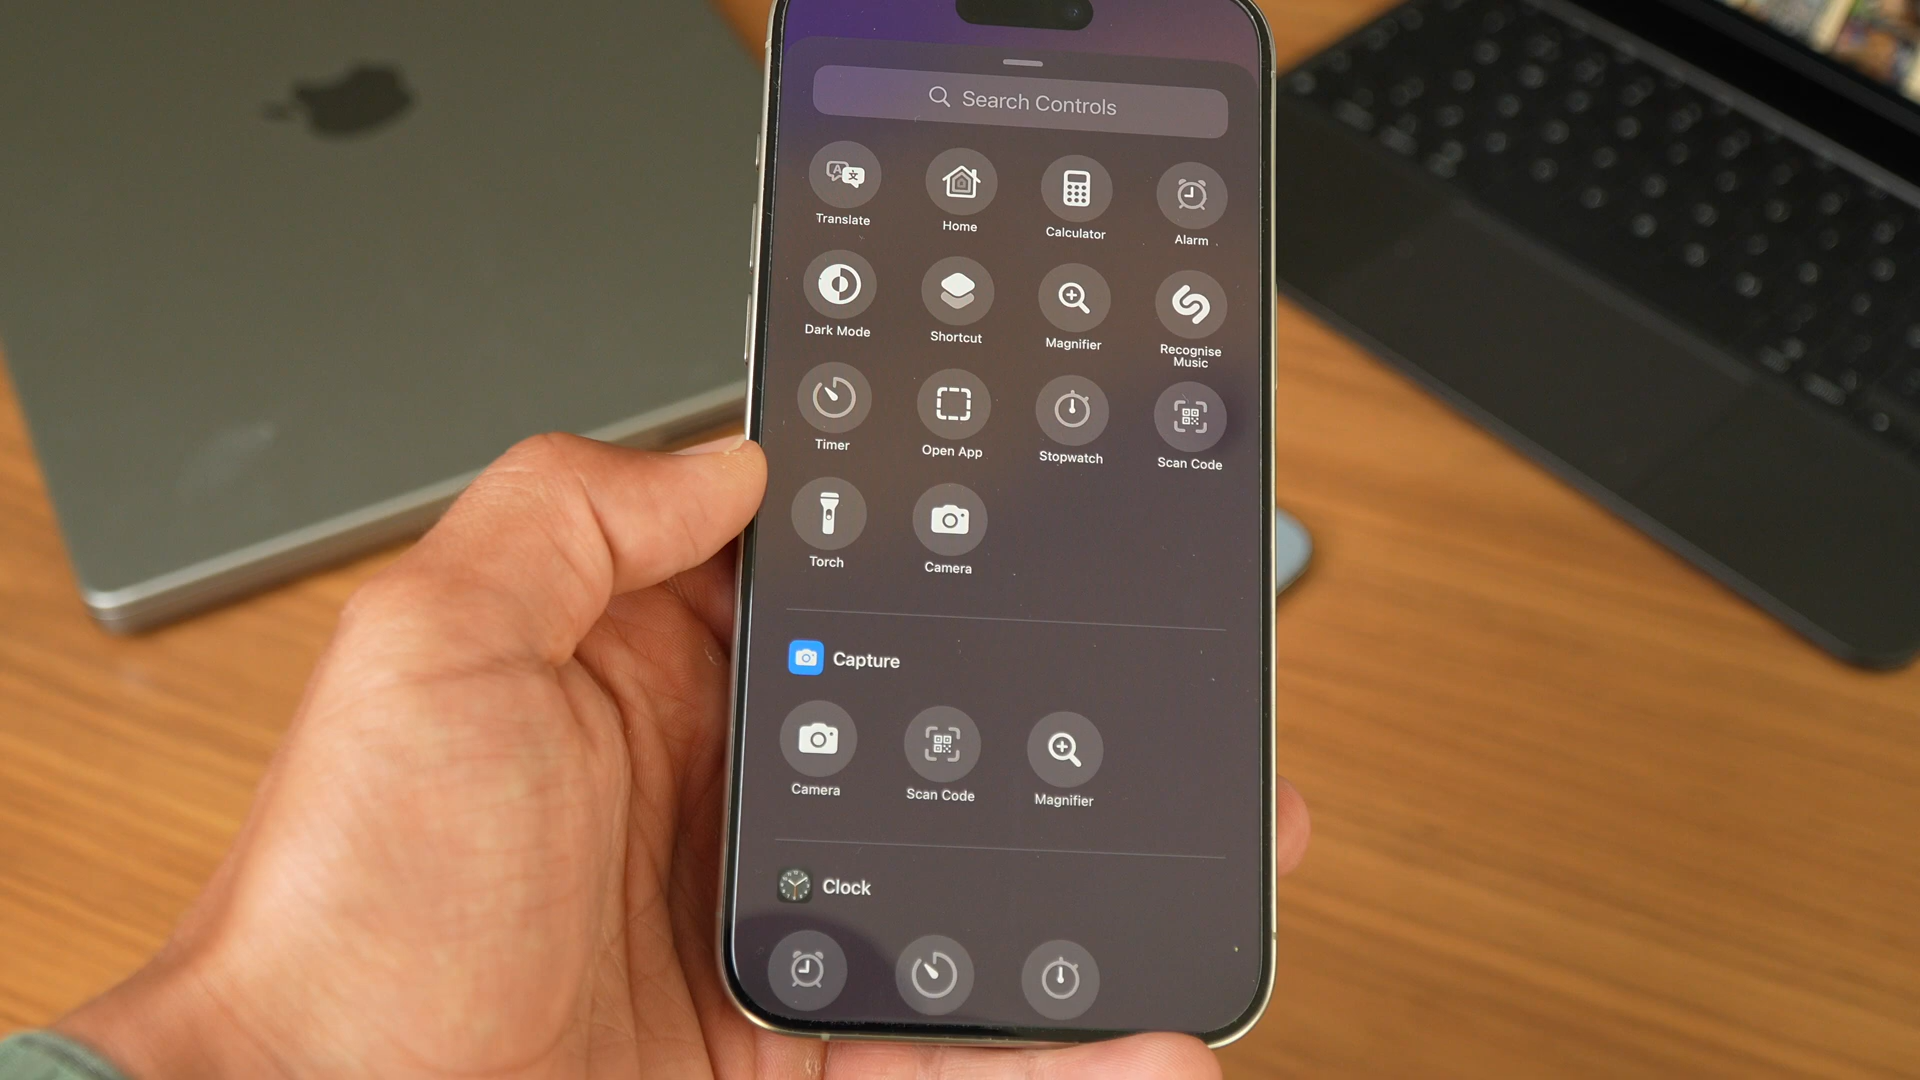 Search Controls
Translate
Home
Calculator
Alarm
Dark Mode
Shortcut
Magnifier
Recognise
Music
Timer
Open App
Stopwatch
Scan Code
Torch
Camera
Capture
Camera
Scan Code
Magnifier
Clock